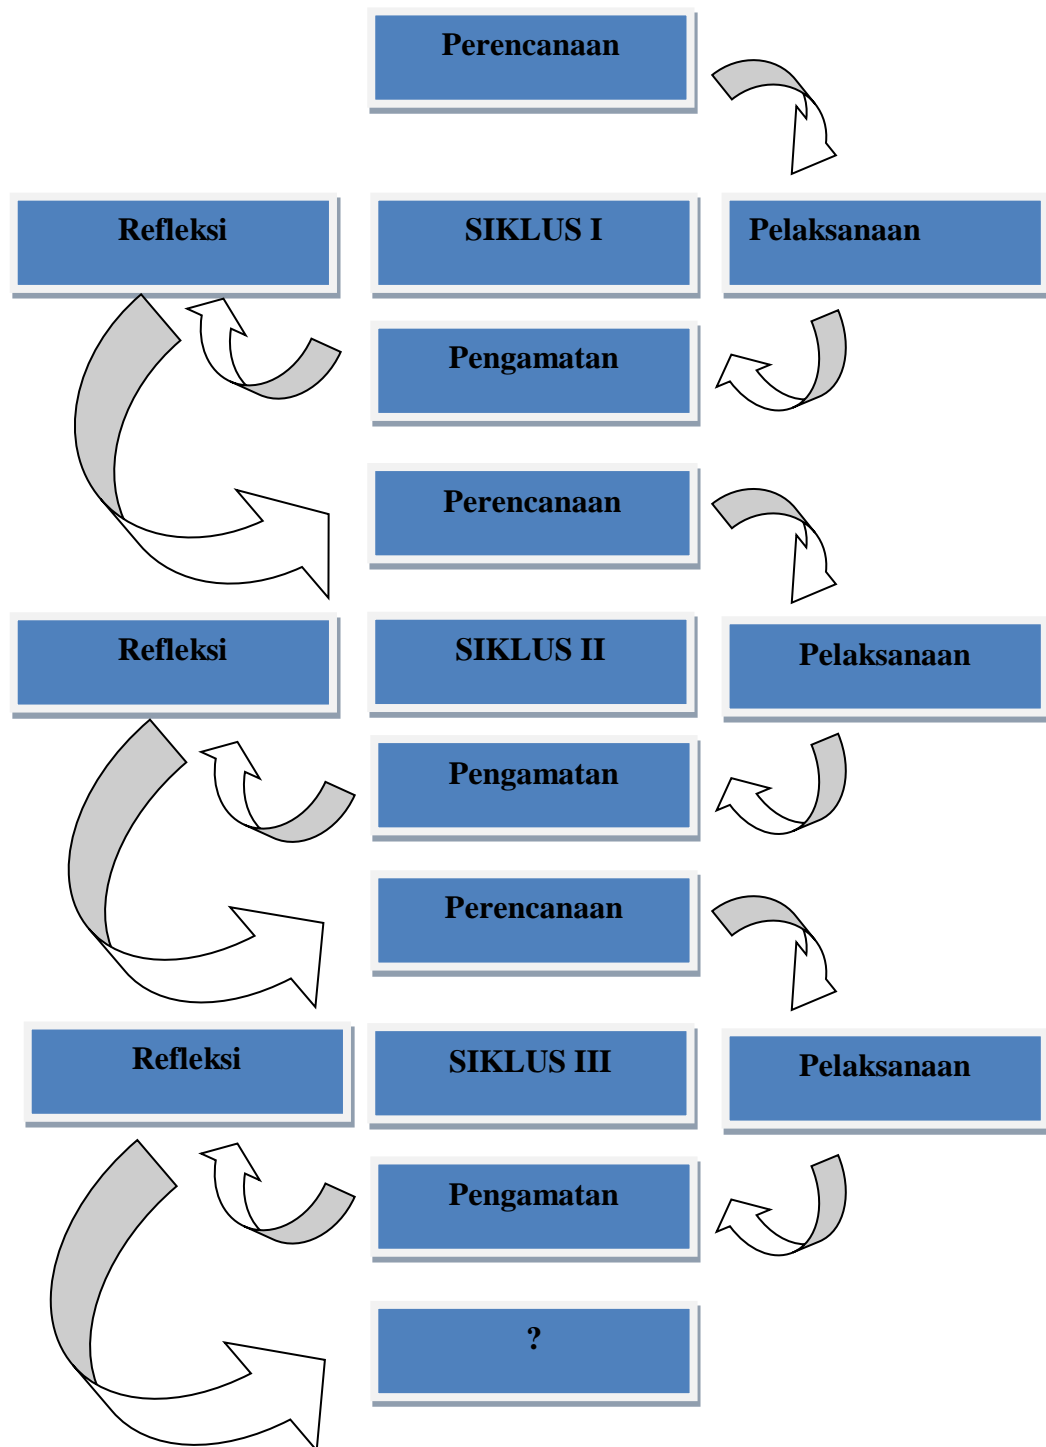 Perencanaan
Refleksi
SIKLUS I
Pelaksanaan
Pengamatan
Perencanaan
Refleksi
SIKLUS II
Pelaksanaan
Pengamatan
Perencanaan
Refleksi
SIKLUS III
Pelaksanaan
Pengamatan
?